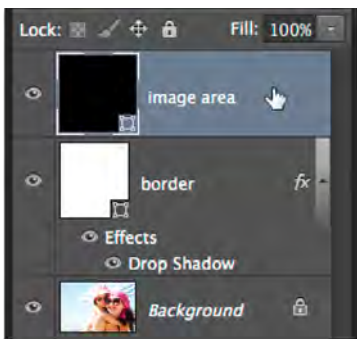 Lock: Fill: 100%
image area
border fx
Effects
Drop Shadow
Background